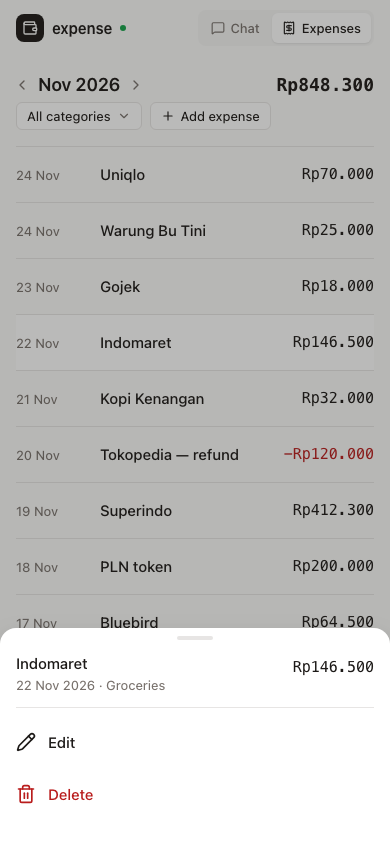 expense
Chat
Expenses
Nov 2026
Rp848.300
All categories
Add expense
24 Nov Uniqlo Rp70.000
24 Nov Warung Bu Tini Rp25.000
23 Nov Gojek Rp18.000
22 Nov Indomaret Rp146.500
21 Nov Kopi Kenangan Rp32.000
20 Nov Tokopedia — refund −Rp120.000
19 Nov Superindo Rp412.300
18 Nov PLN token Rp200.000
17 Nov Bluebird Rp64.500
Indomaret Rp146.500
22 Nov 2026 · Groceries
Edit
Delete